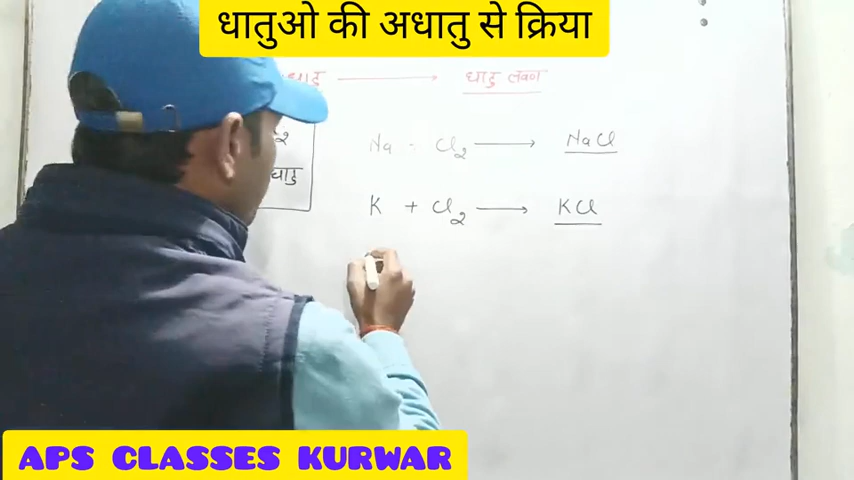 धातुओ की अधातु से क्रिया
धातु ⟶ धातु लवण
Na - Cl₂ ⟶ NaCl
K + Cl₂ ⟶ KCl
धातु
APS CLASSES KURWAR